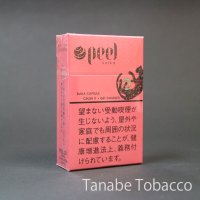 peel
望まない受動喫煙が
生じないよう、屋外や
家庭でも周囲の状況
に配慮することが、健
康増進法上、義務付
けられています。
Tanabe Tobacco